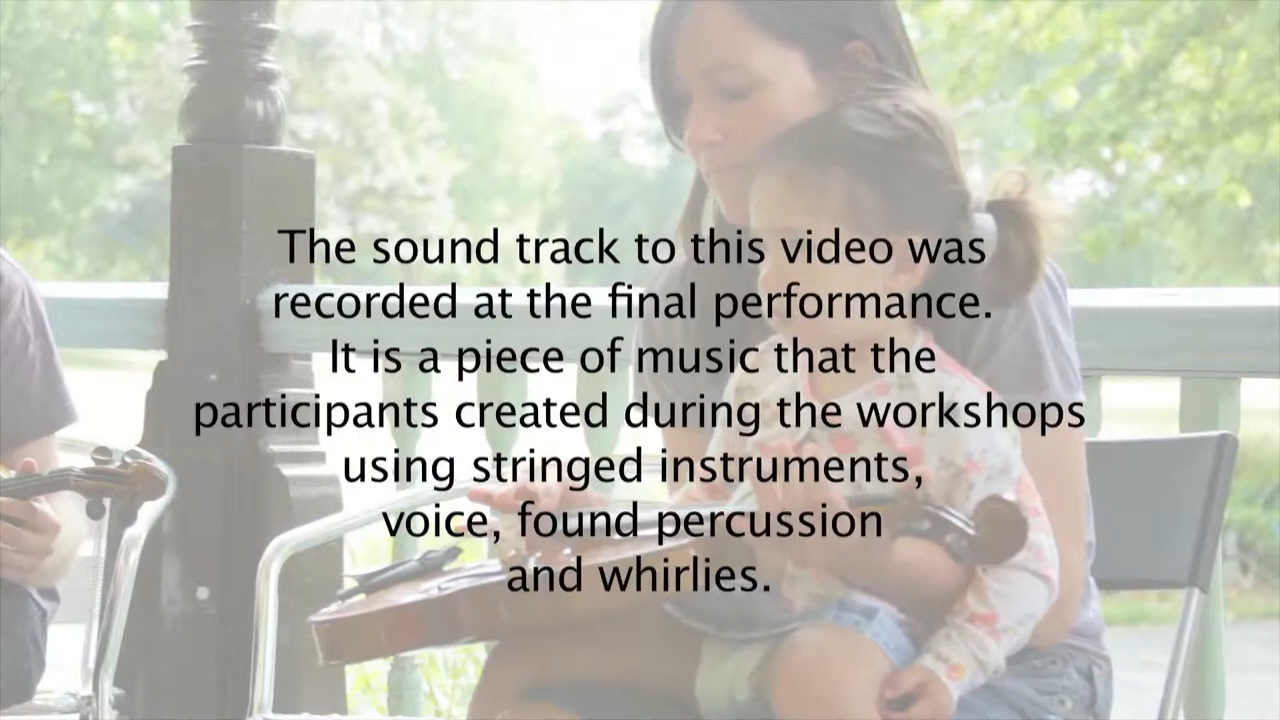 The sound track to this video was
recorded at the final performance.
It is a piece of music that the
participants created during the workshops
using stringed instruments,
voice, found percussion
and whirlies.